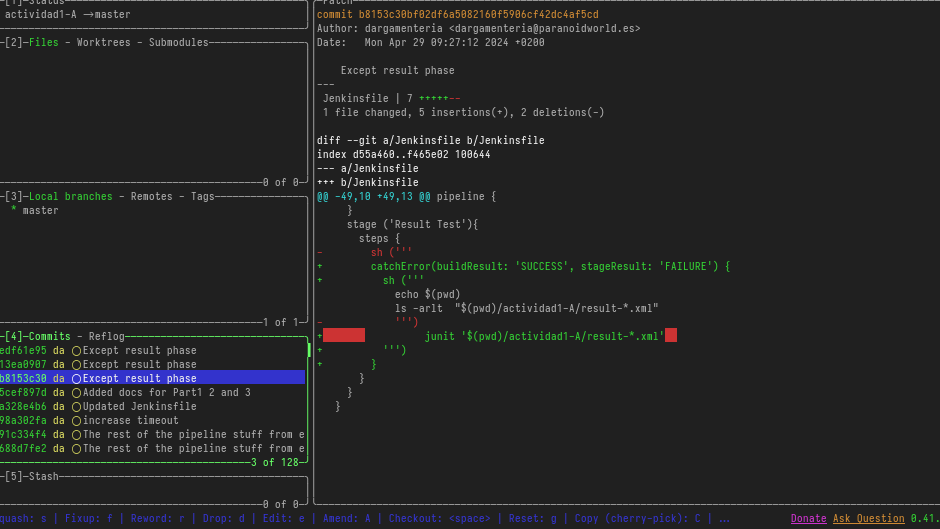 [1]-Status
actividad1-A →master
[2]-Files - Worktrees - Submodules
0 of 0
[3]-Local branches - Remotes - Tags
* master
1 of 1
[4]-Commits - Reflog
edf61e95 da Except result phase
13ea0907 da Except result phase
b8153c30 da Except result phase
5cef897d da Added docs for Part1 2 and 3
a328e4b6 da Updated Jenkinsfile
98a302fa da increase timeout
91c334f4 da The rest of the pipeline stuff from e
688d7fe2 da The rest of the pipeline stuff from e
3 of 128
[5]-Stash
0 of 0
Patch
commit b8153c30bf02df6a5082160f5906cf42dc4af5cd
Author: dargamenteria <dargamenteria@paranoidworld.es>
Date:   Mon Apr 29 09:27:12 2024 +0200
Except result phase
---
Jenkinsfile | 7 +++++--
1 file changed, 5 insertions(+), 2 deletions(-)
diff --git a/Jenkinsfile b/Jenkinsfile
index d55a460..f465e02 100644
--- a/Jenkinsfile
+++ b/Jenkinsfile
@@ -49,10 +49,13 @@ pipeline {
     }
     stage ('Result Test'){
       steps {
-        sh ('''
+        catchError(buildResult: 'SUCCESS', stageResult: 'FAILURE') {
+          sh ('''
             echo $(pwd)
             ls -arlt  "$(pwd)/actividad1-A/result-*.xml"
-            ''')
+                 junit '$(pwd)/actividad1-A/result-*.xml'
+          ''')
+        }
       }
     }
   }
quash: s | Fixup: f | Reword: r | Drop: d | Edit: e | Amend: A | Checkout: <space> | Reset: g | Copy (cherry-pick): C | … Donate Ask Question 0.41.